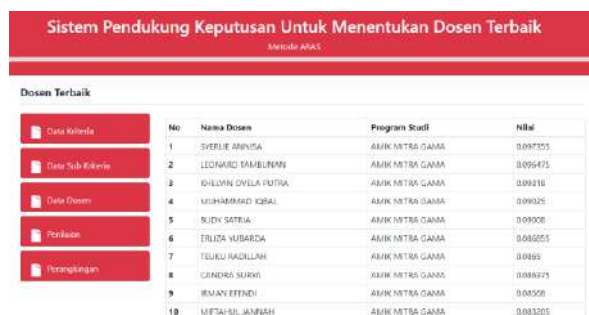 Sistem Pendukung Keputusan Untuk Menentukan Dosen Terbaik
Metode ARAS
Dosen Terbaik
Data Kriteria
Data Sub Kriteria
Data Dosen
Penilaian
Perangkingan
No Nama Dosen Program Studi Nilai
1 SYERLIE ANNISA AMIK MITRA GAMA 0.097355
2 LEONARD TAMBUNAN AMIK MITRA GAMA 0.096475
3 KHELVIN OVELA PUTRA AMIK MITRA GAMA
4 MUHAMMAD IQBAL AMIK MITRA GAMA 0.09025
5 BUDY SATRIA AMIK MITRA GAMA 0.09008
6 ERLIZA YUBARDA AMIK MITRA GAMA 0.086855
7 TEUKU RADILLAH AMIK MITRA GAMA 0.0865
8 CANDRA SURYA AMIK MITRA GAMA 0.086375
9 IRMAN EFENDI AMIK MITRA GAMA
10 MIFTAHUL JANNAH AMIK MITRA GAMA 0.083205